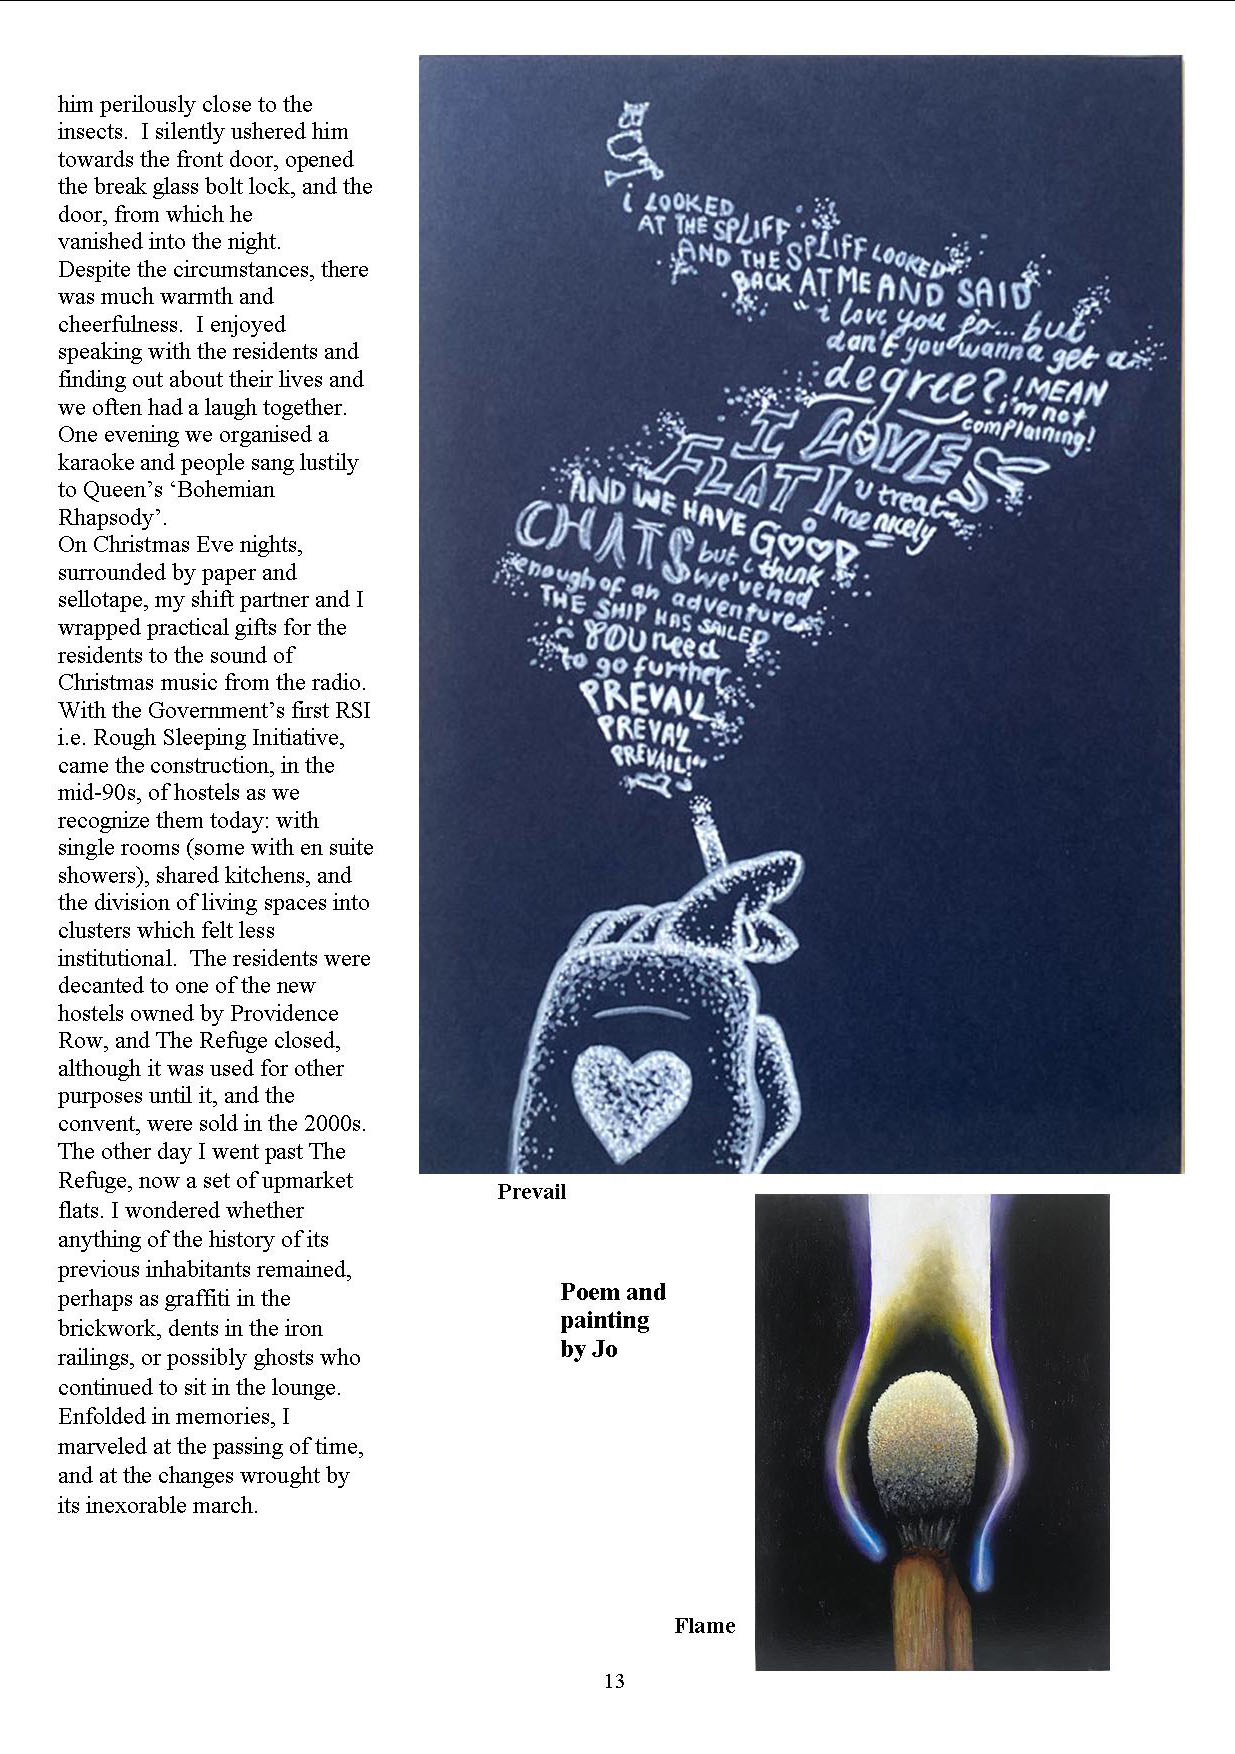 him perilously close to the
insects.  I silently ushered him
towards the front door, opened
the break glass bolt lock, and the
door, from which he
vanished into the night.
Despite the circumstances, there
was much warmth and
cheerfulness.  I enjoyed
speaking with the residents and
finding out about their lives and
we often had a laugh together.
One evening we organised a
karaoke and people sang lustily
to Queen’s ‘Bohemian
Rhapsody’.
On Christmas Eve nights,
surrounded by paper and
sellotape, my shift partner and I
wrapped practical gifts for the
residents to the sound of
Christmas music from the radio.
With the Government’s first RSI
i.e. Rough Sleeping Initiative,
came the construction, in the
mid-90s, of hostels as we
recognize them today: with
single rooms (some with en suite
showers), shared kitchens, and
the division of living spaces into
clusters which felt less
institutional.  The residents were
decanted to one of the new
hostels owned by Providence
Row, and The Refuge closed,
although it was used for other
purposes until it, and the
convent, were sold in the 2000s.
The other day I went past The
Refuge, now a set of upmarket
flats. I wondered whether
anything of the history of its
previous inhabitants remained,
perhaps as graffiti in the
brickwork, dents in the iron
railings, or possibly ghosts who
continued to sit in the lounge.
Enfolded in memories, I
marveled at the passing of time,
and at the changes wrought by
its inexorable march.
i LOOKED
AT THE SPLIFF
AND THE SPLIFF LOOKED
BACK AT ME AND SAID
"i love you jo... but
don't you wanna get a
degree? I MEAN
i'm not
complaining!
I LOVE UR
FLAT! u treat
me nicely
AND WE HAVE GOOD
CHATS but i think
we've had
enough of an adventure
THE SHIP HAS SAILED
YOU need
to go further
PREVAIL
PREVAIL
PREVAIL!"
Prevail
Poem and
painting
by Jo
Flame
13